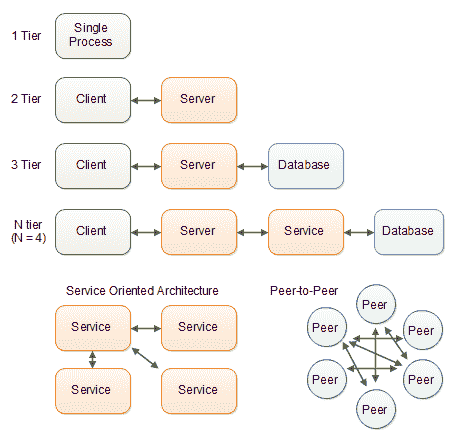 1 Tier
Single
Process
2 Tier
Client
Server
3 Tier
Client
Server
Database
N tier
(N = 4)
Client
Server
Service
Database
Service Oriented Architecture
Service
Service
Service
Service
Peer-to-Peer
Peer
Peer
Peer
Peer
Peer
Peer